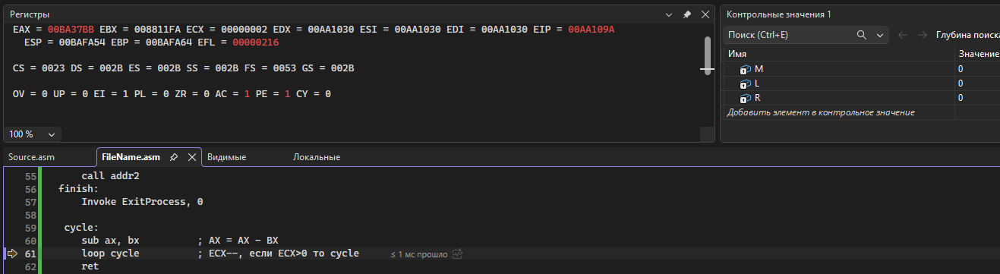 Регистры
EAX = 00BA37BB EBX = 008811FA ECX = 00000002 EDX = 00AA1030 ESI = 00AA1030 EDI = 00AA1030 EIP = 00AA109A
ESP = 00BAFA54 EBP = 00BAFA64 EFL = 00000216
CS = 0023 DS = 002B ES = 002B SS = 002B FS = 0053 GS = 002B
OV = 0 UP = 0 EI = 1 PL = 0 ZR = 0 AC = 1 PE = 1 CY = 0
100 %
Контрольные значения 1
Поиск (Ctrl+E) Глубина поиска
Имя Значение
M 0
L 0
R 0
Добавить элемент в контрольное значение
Source.asm FileName.asm Видимые Локальные
55 call addr2
56 finish:
57 Invoke ExitProcess, 0
58
59 cycle:
60 sub ax, bx ; AX = AX - BX
61 loop cycle ; ECX--, если ECX>0 то cycle ≤ 1 мс прошло
62 ret